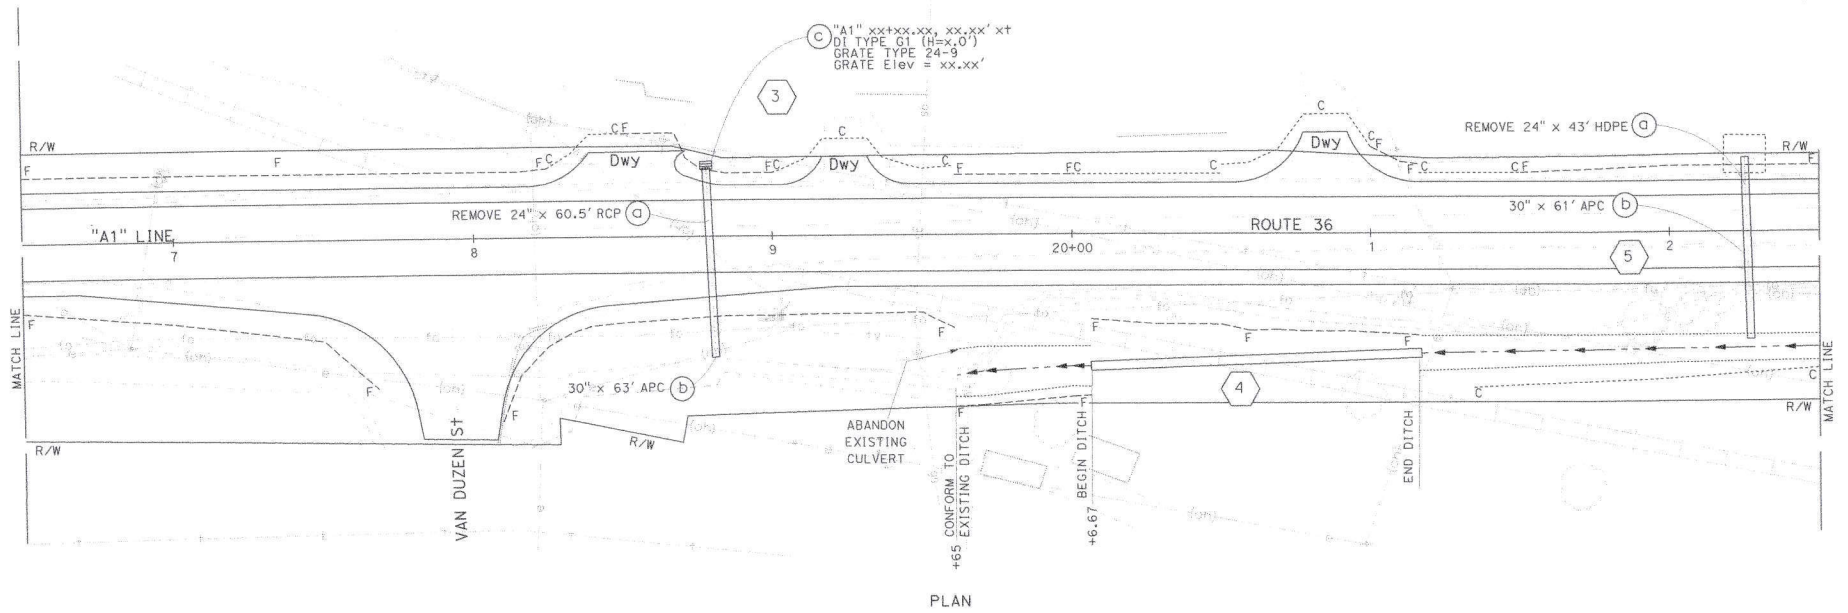 c "A1" xx+xx.xx, xx.xx' xt
DI TYPE G1 (H=x.0')
GRATE TYPE 24-9
GRATE Elev = xx.xx'
3
C
C
CF
REMOVE 24" x 43' HDPE a
R/W
F
F
FC
Dwy
FC
C
Dwy
C
F
FC
C
Dwy
C
F
F
C
CF
R/W
F
REMOVE 24" x 60.5' RCP a
30" x 61' APC b
"A1" LINE
ROUTE 36
7
8
9
20+00
1
2
5
MATCH LINE
F
F
F
F
F
F
F
30" x 63' APC b
4
C
C
F
F
R/W
MATCH LINE
R/W
R/W
VAN DUZEN St
ABANDON
EXISTING
CULVERT
+65 CONFORM TO
EXISTING DITCH
+6.67 BEGIN DITCH
END DITCH
PLAN